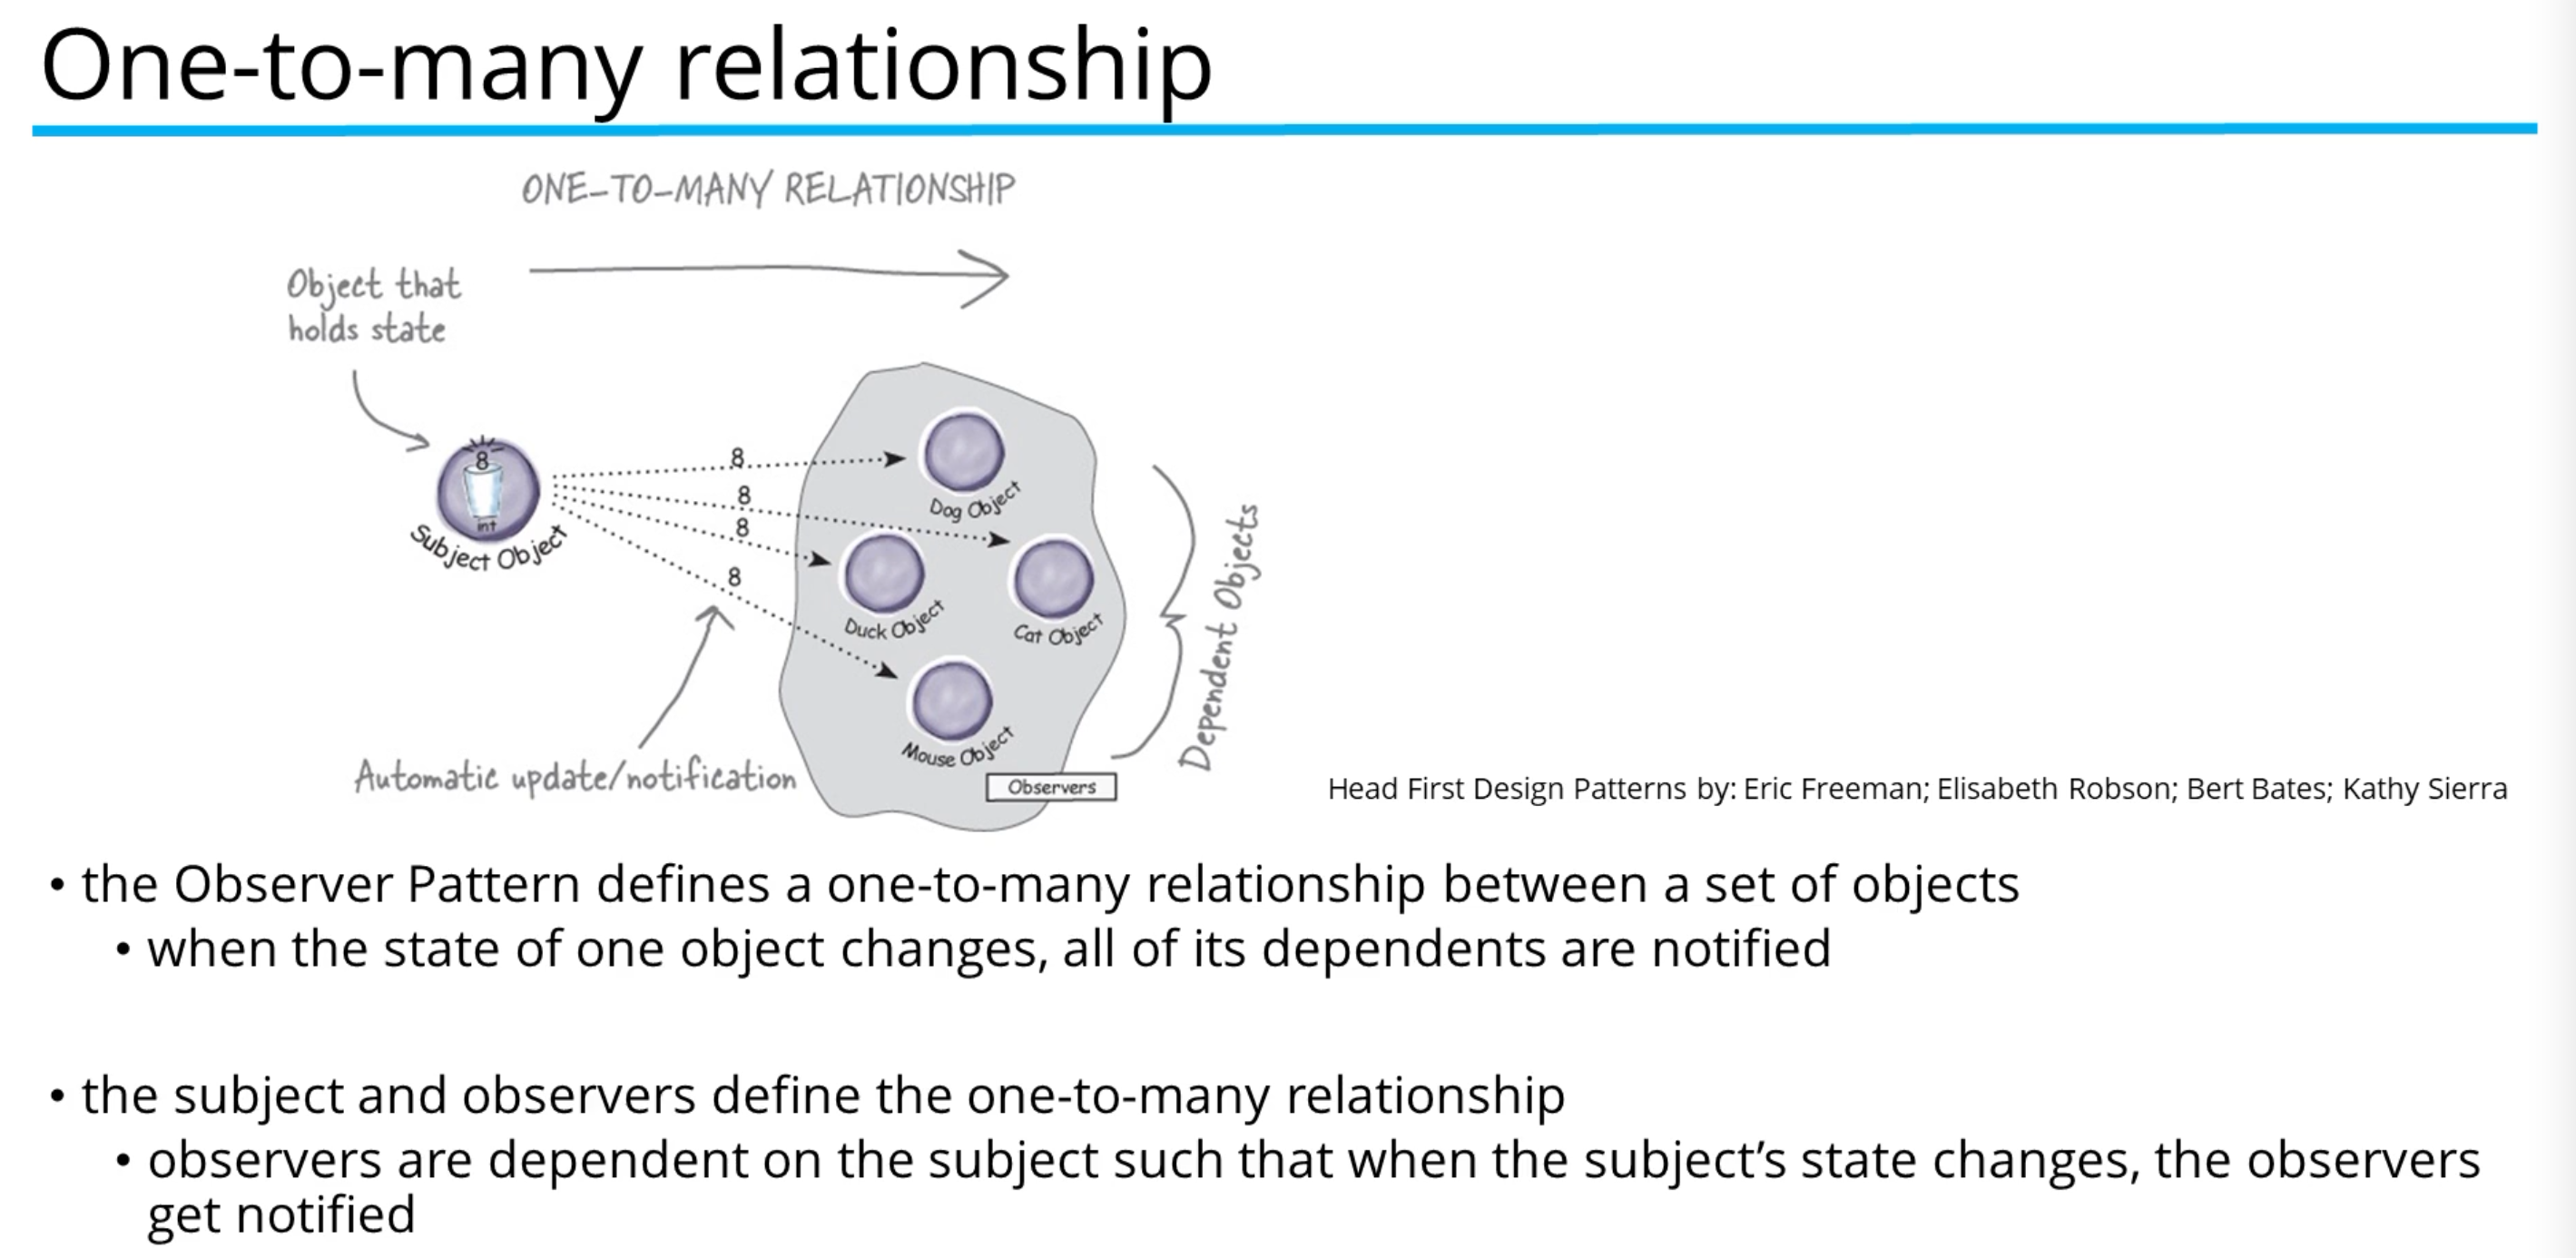 One-to-many relationship
ONE-TO-MANY RELATIONSHIP
Object that
holds state
8
int
Subject Object
8
8
8
8
Dog Object
Duck Object
Cat Object
Mouse Object
Observers
Dependent Objects
Automatic update/notification
Head First Design Patterns by: Eric Freeman; Elisabeth Robson; Bert Bates; Kathy Sierra
• the Observer Pattern defines a one-to-many relationship between a set of objects
• when the state of one object changes, all of its dependents are notified
• the subject and observers define the one-to-many relationship
• observers are dependent on the subject such that when the subject’s state changes, the observers
get notified